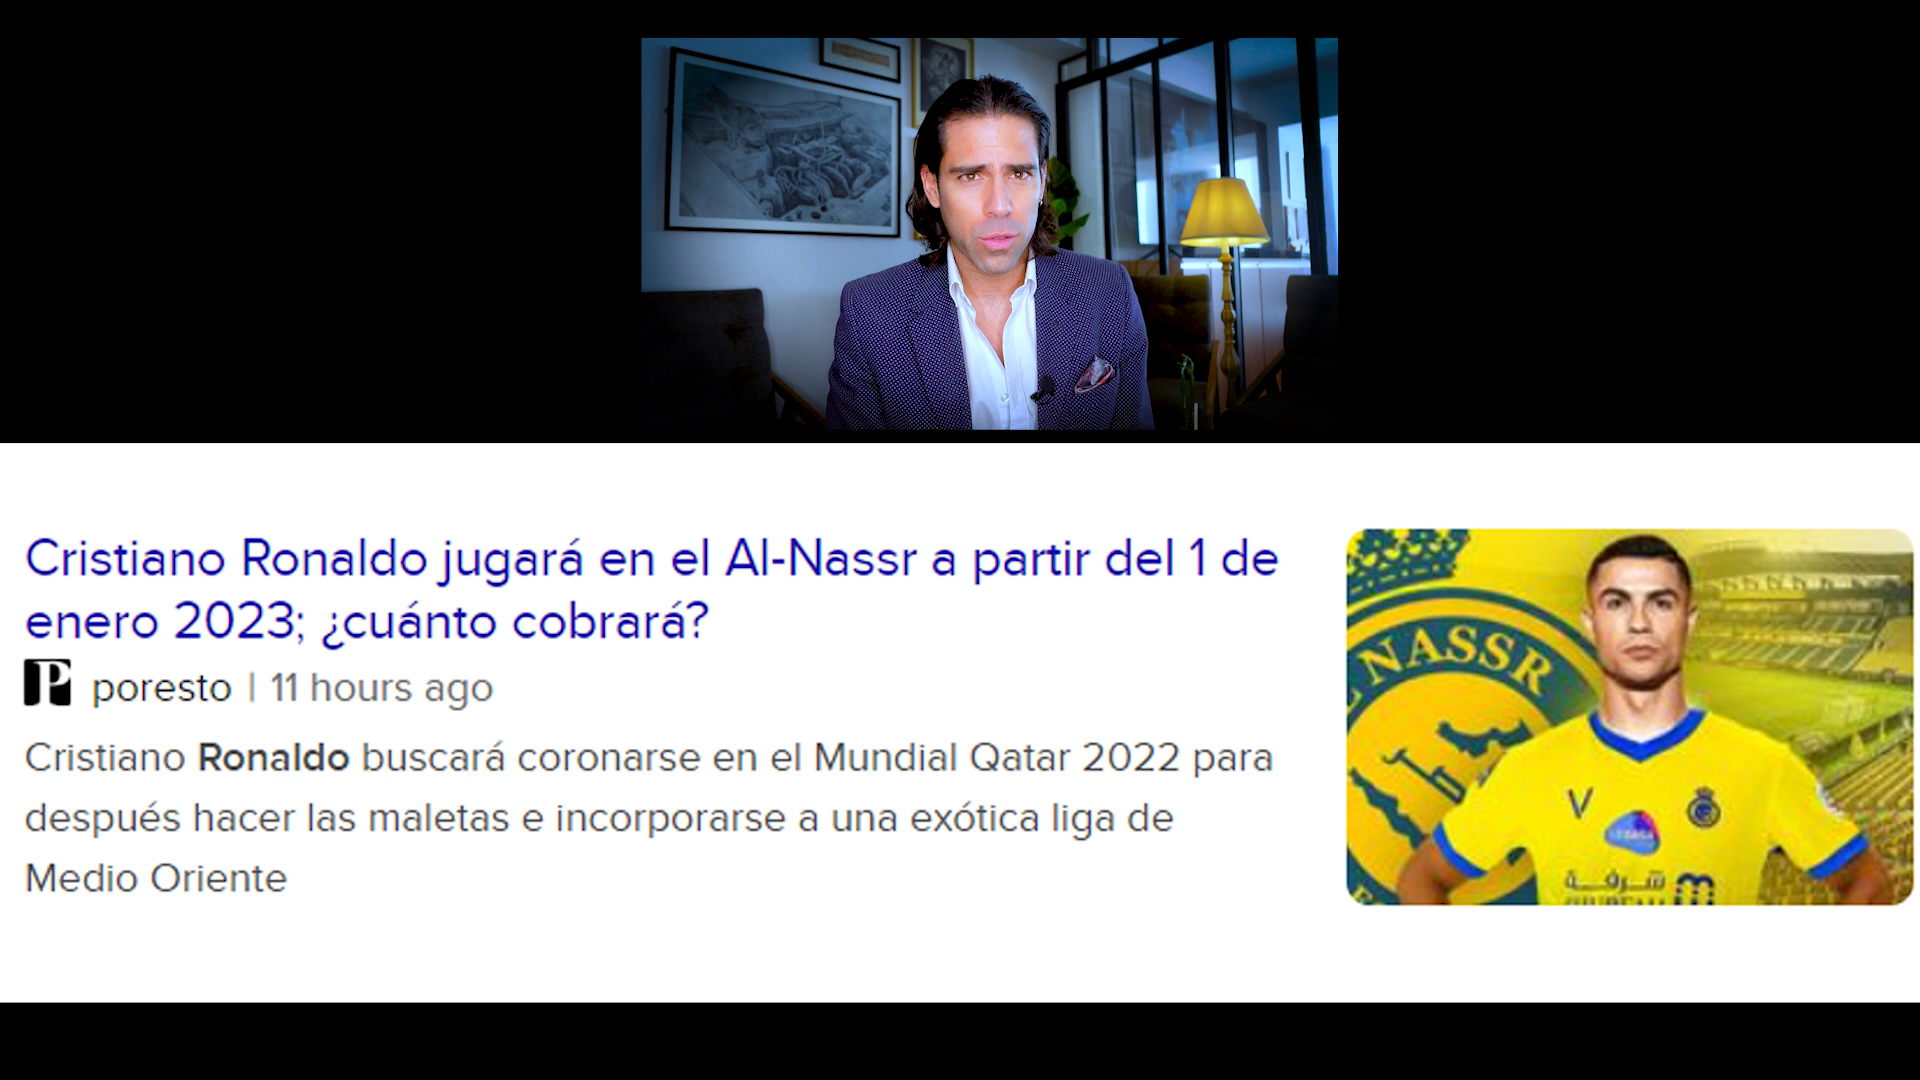 Cristiano Ronaldo jugará en el Al-Nassr a partir del 1 de
enero 2023; ¿cuánto cobrará?
P poresto | 11 hours ago
Cristiano Ronaldo buscará coronarse en el Mundial Qatar 2022 para
después hacer las maletas e incorporarse a una exótica liga de
Medio Oriente
NASSR
شرفة